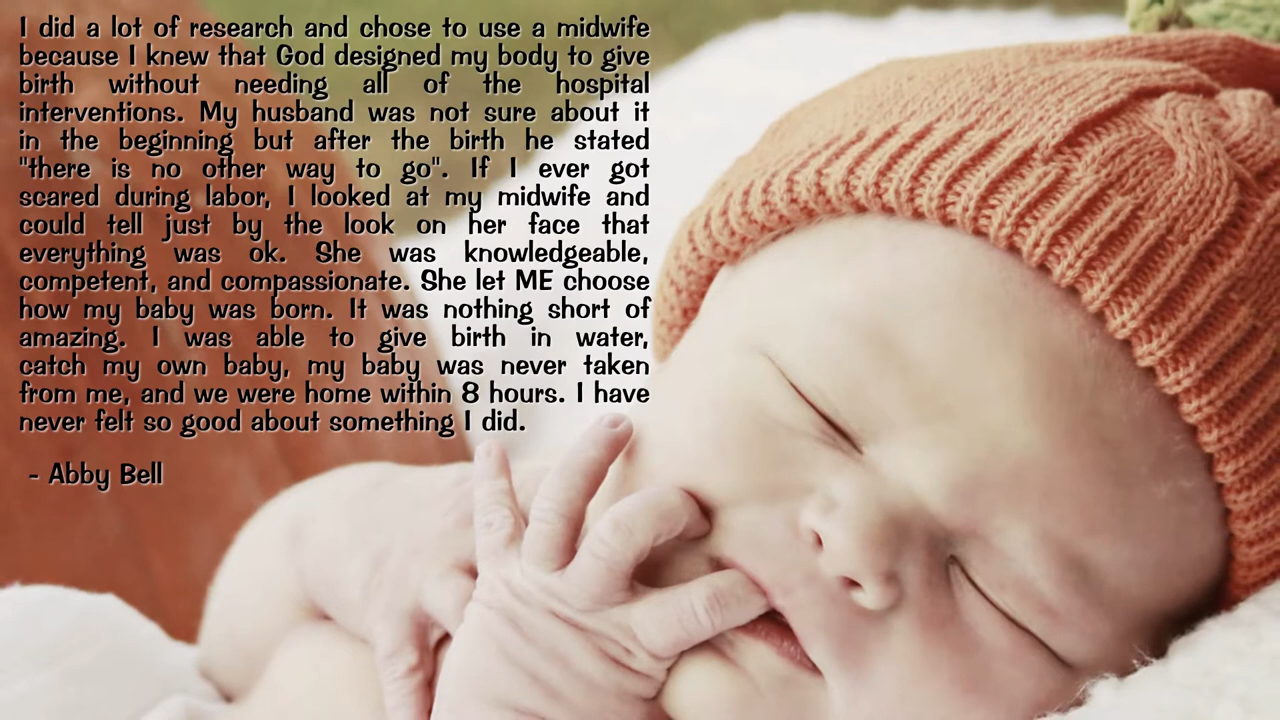 I did a lot of research and chose to use a midwife
because I knew that God designed my body to give
birth without needing all of the hospital
interventions. My husband was not sure about it
in the beginning but after the birth he stated
"there is no other way to go". If I ever got
scared during labor, I looked at my midwife and
could tell just by the look on her face that
everything was ok. She was knowledgeable,
competent, and compassionate. She let ME choose
how my baby was born. It was nothing short of
amazing. I was able to give birth in water,
catch my own baby, my baby was never taken
from me, and we were home within 8 hours. I have
never felt so good about something I did.
- Abby Bell